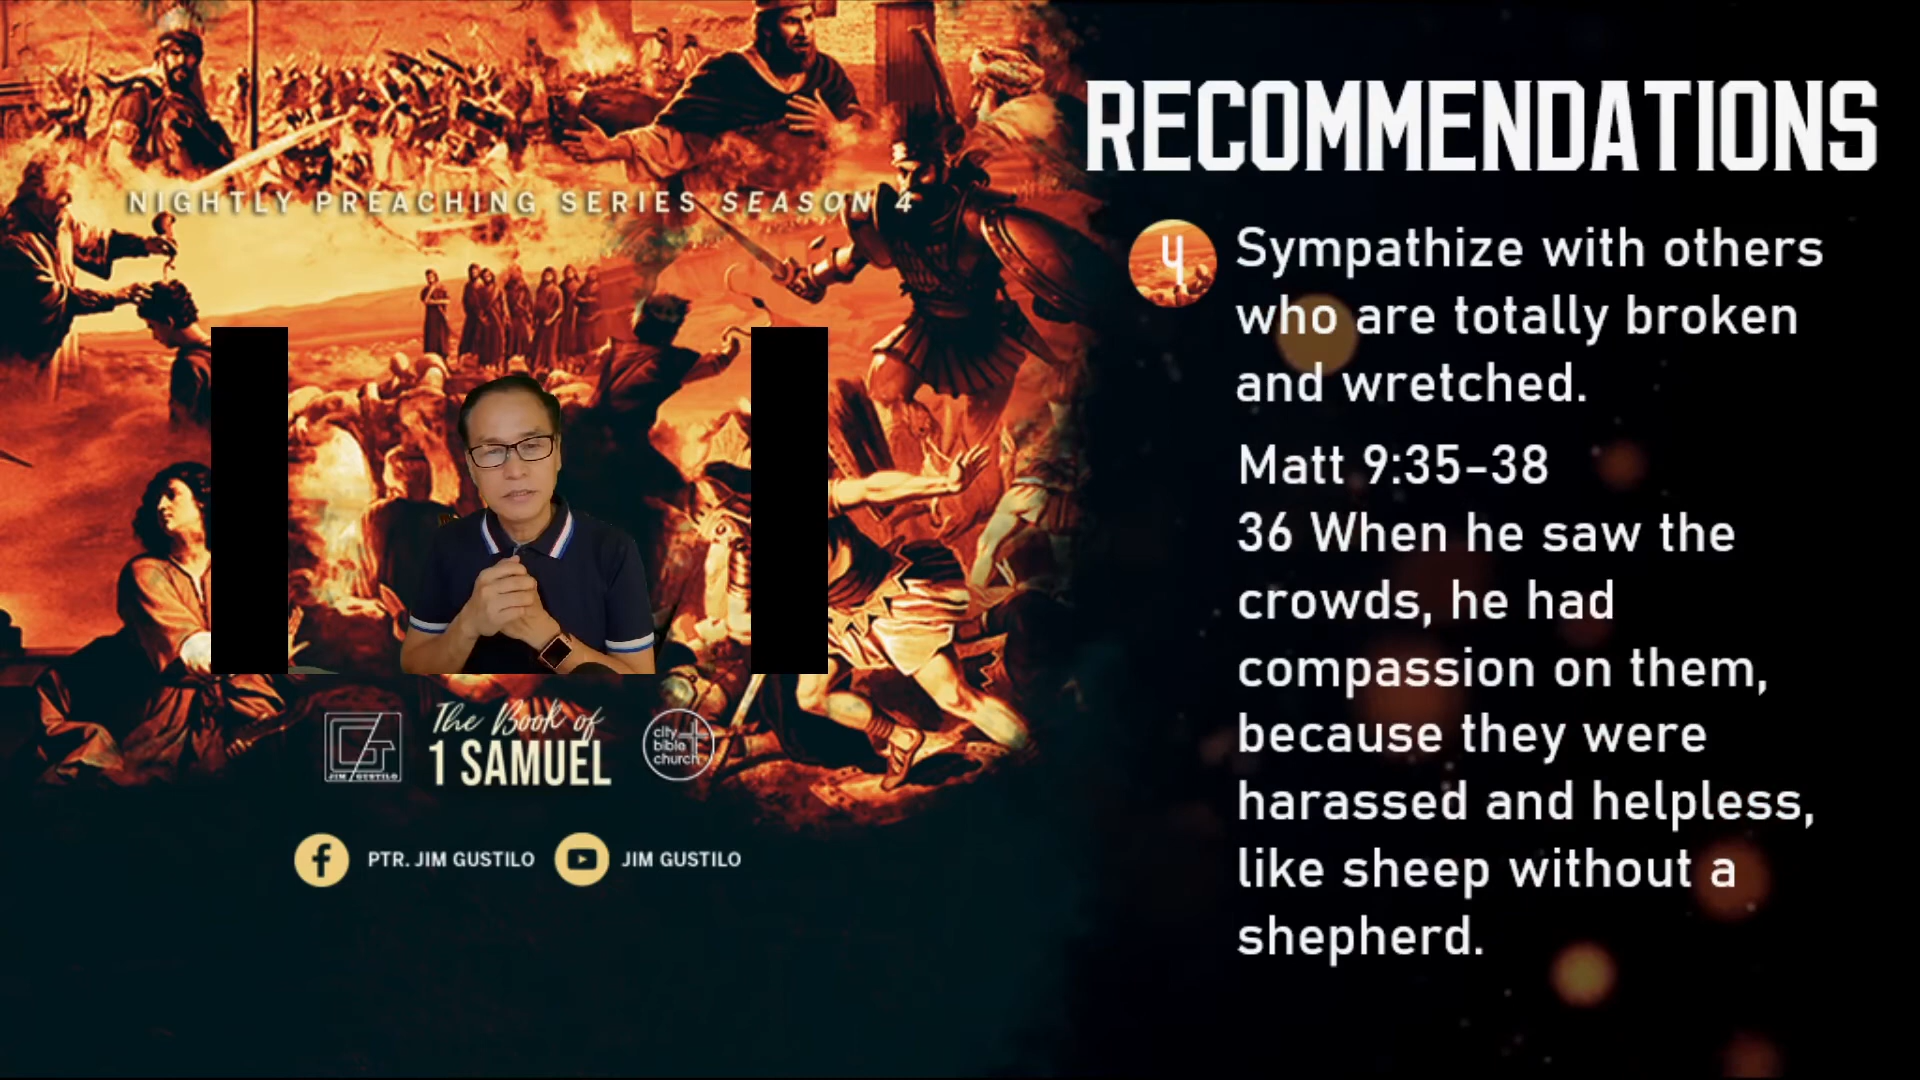 NIGHTLY PREACHING SERIES SEASON 4
RECOMMENDATIONS
4
Sympathize with others
who are totally broken
and wretched.
Matt 9:35-38
36 When he saw the
crowds, he had
compassion on them,
because they were
harassed and helpless,
like sheep without a
shepherd.
JIM GUSTILO
The Book of
1 SAMUEL
city
bible
church
PTR. JIM GUSTILO
JIM GUSTILO